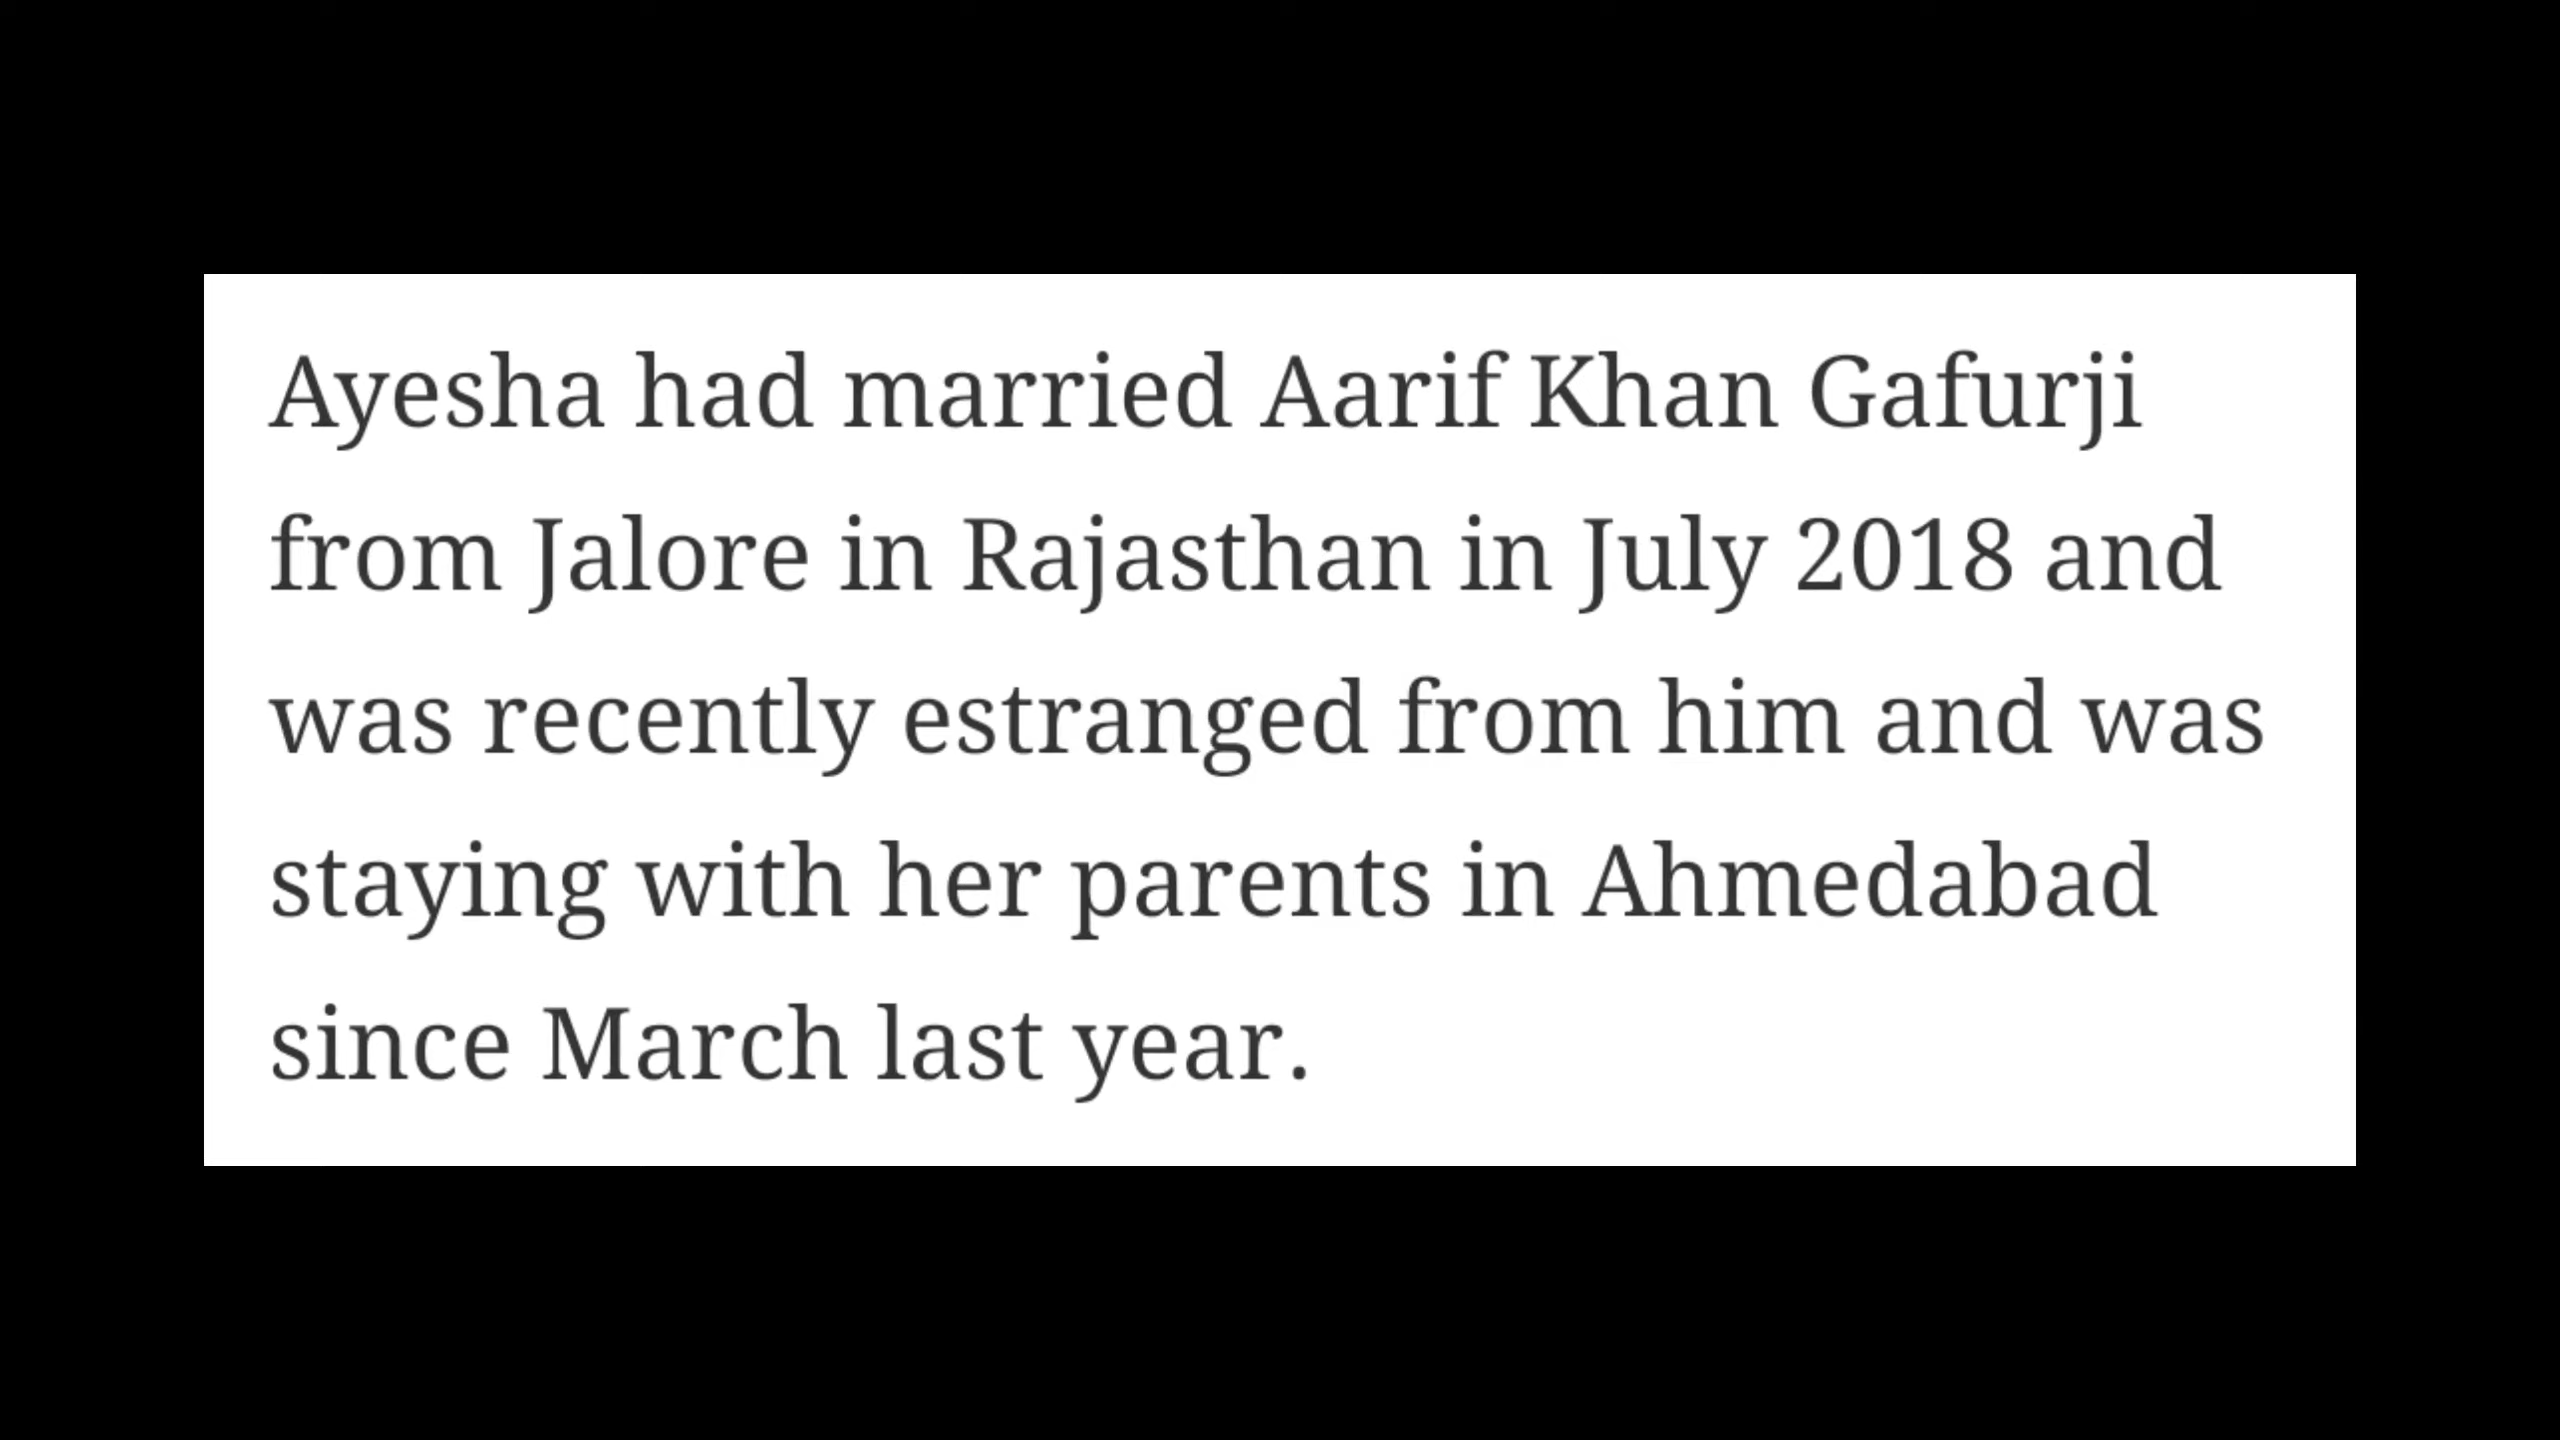 Ayesha had married Aarif Khan Gafurji
from Jalore in Rajasthan in July 2018 and
was recently estranged from him and was
staying with her parents in Ahmedabad
since March last year.